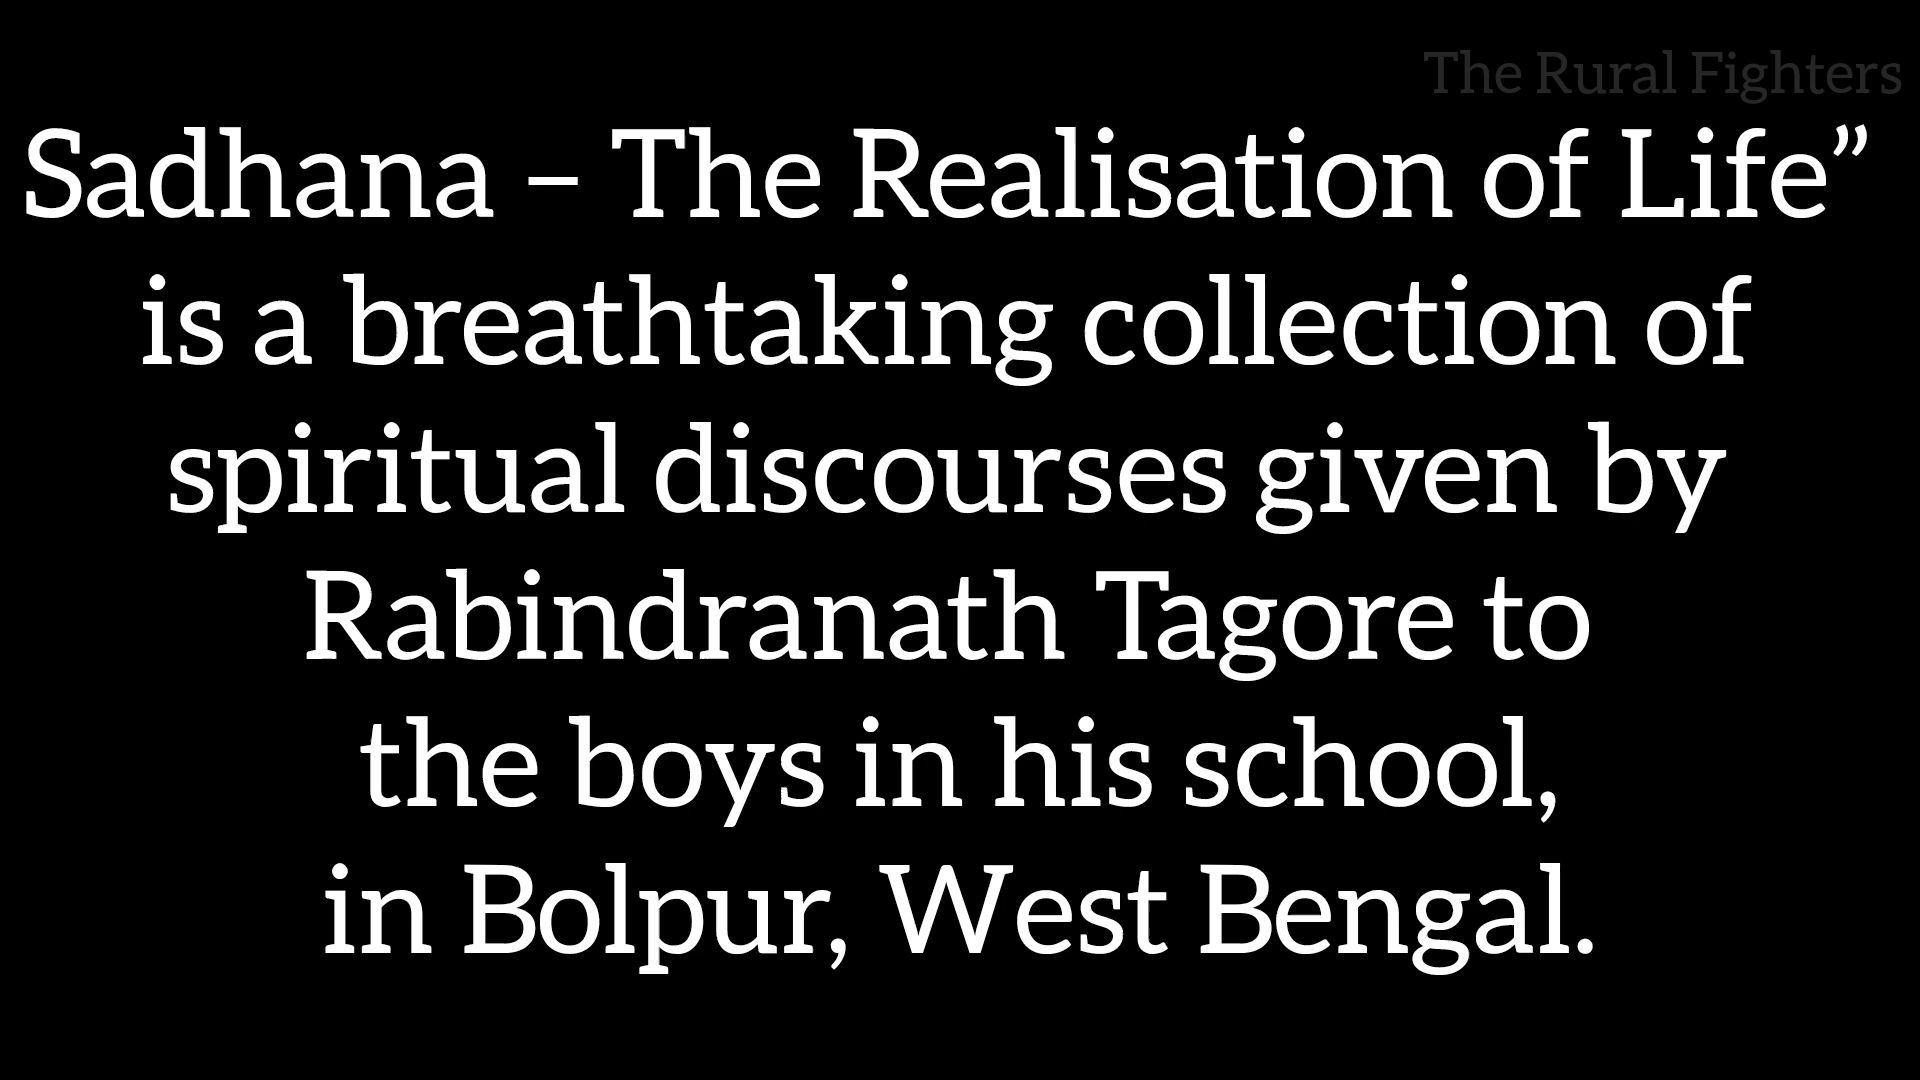 The Rural Fighters
Sadhana – The Realisation of Life”
is a breathtaking collection of
spiritual discourses given by
Rabindranath Tagore to
the boys in his school,
in Bolpur, West Bengal.